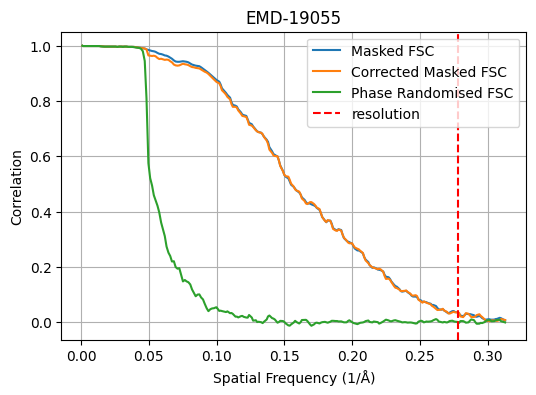 EMD-19055
Masked FSC
Corrected Masked FSC
Phase Randomised FSC
resolution
Correlation
1.0
0.8
0.6
0.4
0.2
0.0
0.00 0.05 0.10 0.15 0.20 0.25 0.30
Spatial Frequency (1/Å)